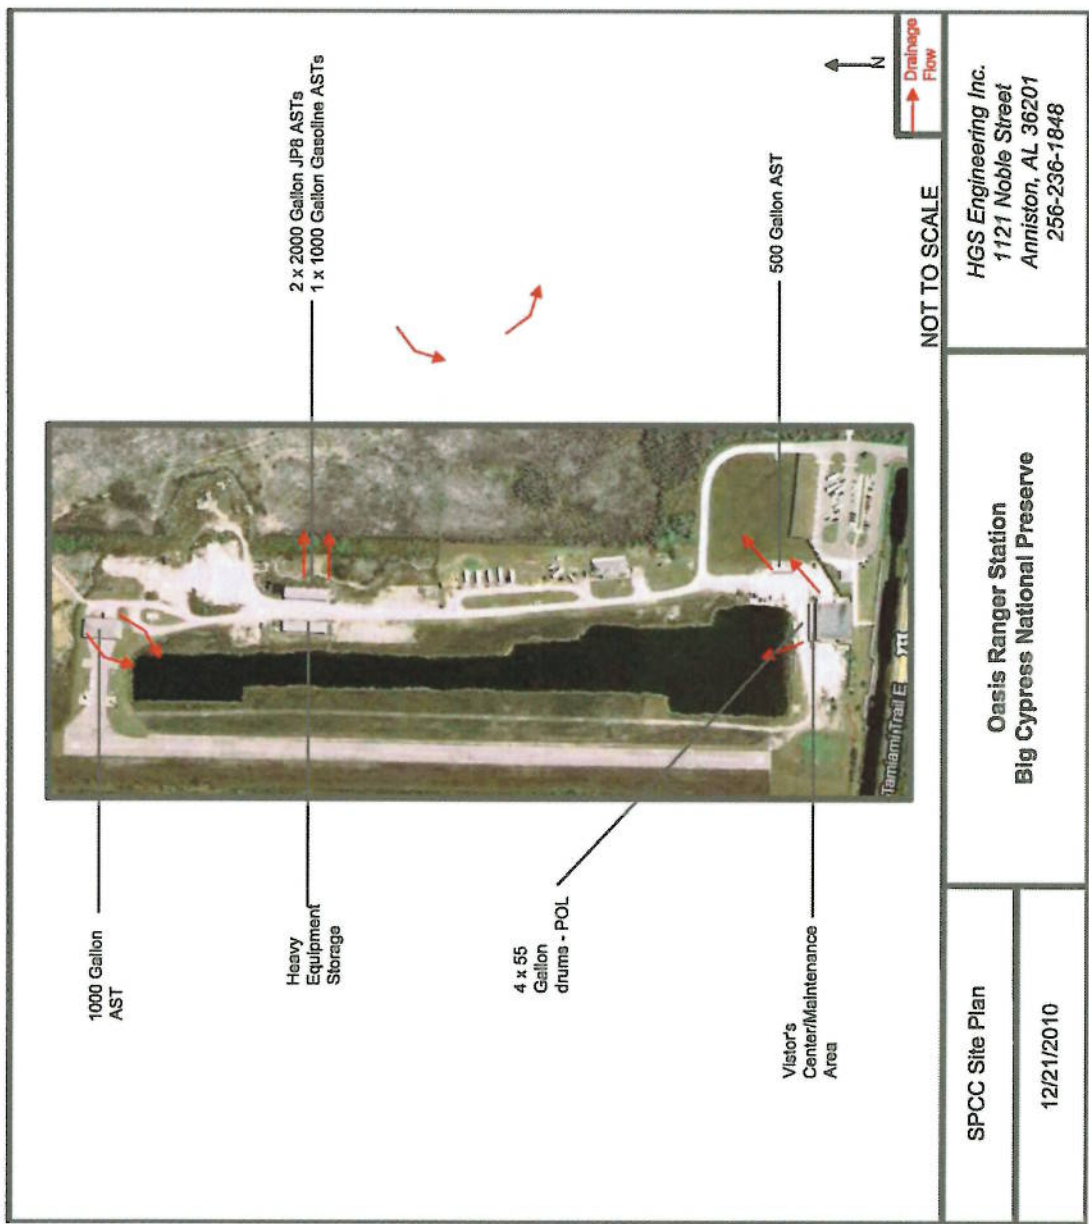 1000 Gallon
AST
Heavy
Equipment
Storage
4 x 55
Gallon
drums - POL
Vistor's
Center/Maintenance
Area
2 x 2000 Gallon JP8 ASTs
1 x 1000 Gallon Gasoline ASTs
500 Gallon AST
Tamiami Trail E
N
NOT TO SCALE
Drainage
Flow
SPCC Site Plan
12/21/2010
Oasis Ranger Station
Big Cypress National Preserve
HGS Engineering Inc.
1121 Noble Street
Anniston, AL 36201
256-236-1848